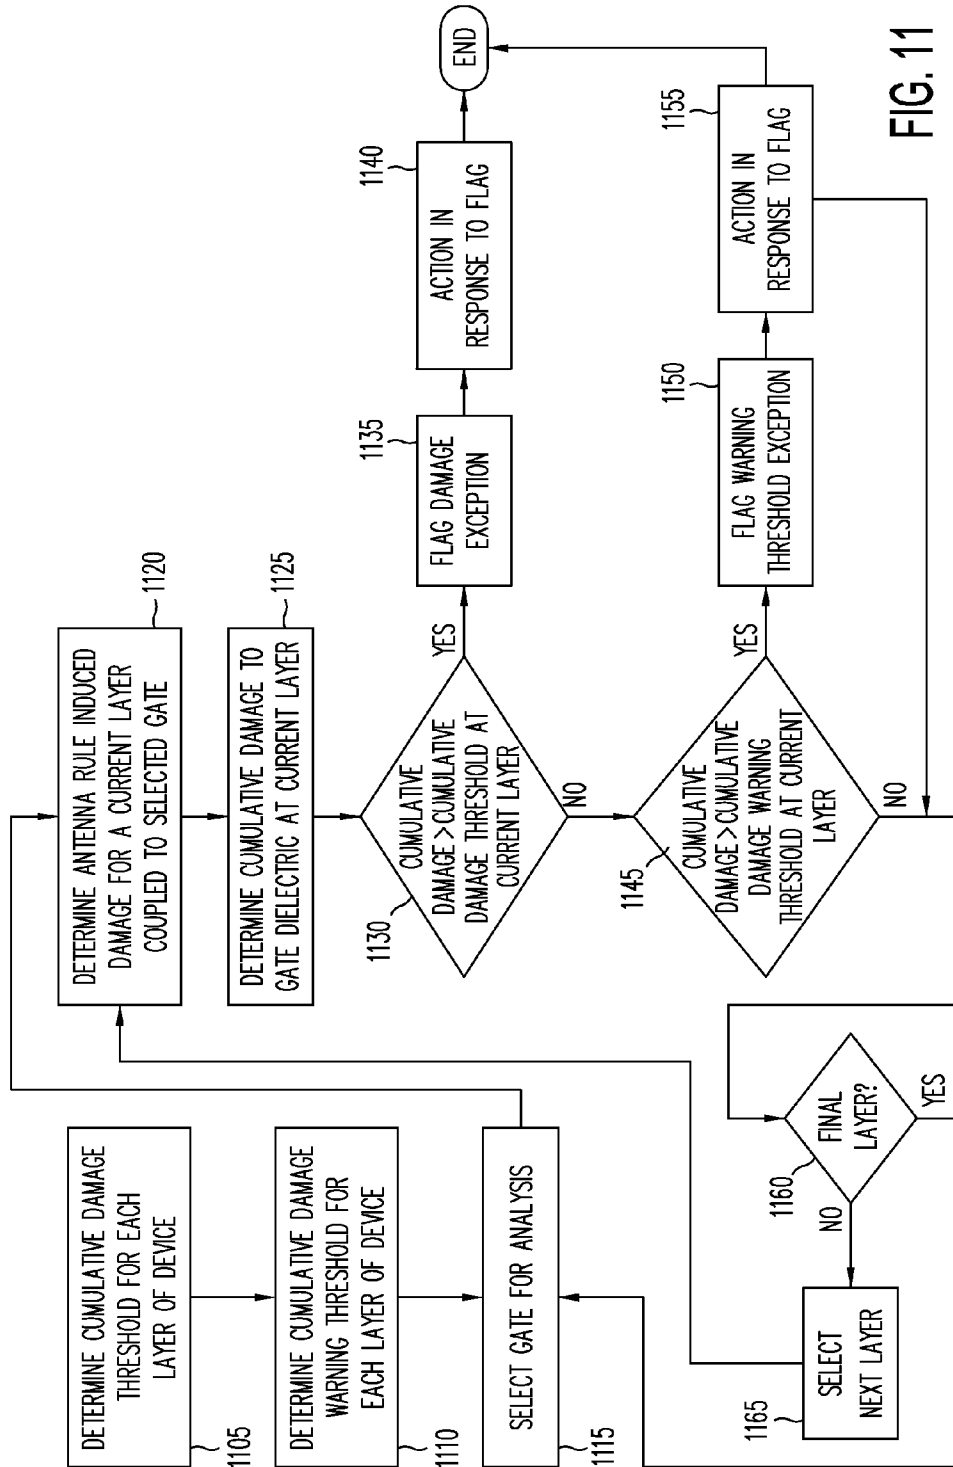 DETERMINE CUMULATIVE DAMAGE
THRESHOLD FOR EACH
LAYER OF DEVICE
1105
DETERMINE CUMULATIVE DAMAGE
WARNING THRESHOLD FOR
EACH LAYER OF DEVICE
1110
SELECT GATE FOR ANALYSIS
1115
DETERMINE ANTENNA RULE INDUCED
DAMAGE FOR A CURRENT LAYER
COUPLED TO SELECTED GATE
1120
DETERMINE CUMULATIVE DAMAGE TO
GATE DIELECTRIC AT CURRENT LAYER
1125
CUMULATIVE
DAMAGE>CUMULATIVE
DAMAGE THRESHOLD AT
CURRENT LAYER
1130
YES
NO
FLAG DAMAGE
EXCEPTION
1135
ACTION IN
RESPONSE TO FLAG
1140
END
CUMULATIVE
DAMAGE>CUMULATIVE
DAMAGE WARNING
THRESHOLD AT CURRENT
LAYER
1145
YES
NO
FLAG WARNING
THRESHOLD EXCEPTION
1150
ACTION IN
RESPONSE TO FLAG
1155
FINAL
LAYER?
1160
NO
YES
SELECT
NEXT LAYER
1165
FIG. 11